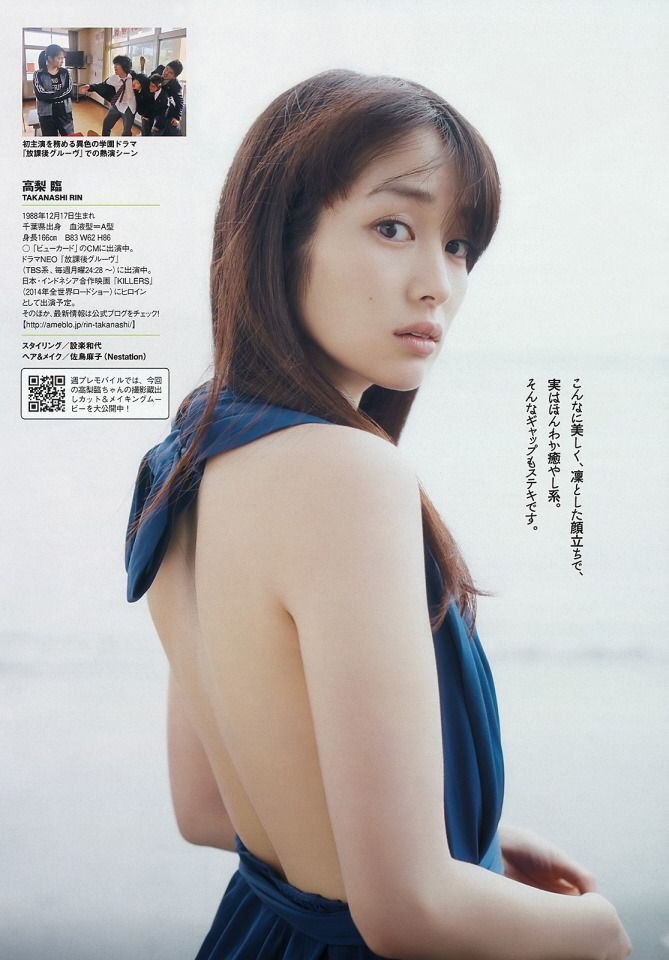 初主演を務める異色の学園ドラマ
『放課後グルーヴ』での熱演シーン
高梨 臨
TAKANASHI RIN
1988年12月17日生まれ
千葉県出身　血液型=A型
身長166㎝　B83 W62 H86
○「ビューカード」のCMに出演中。
ドラマNEO『放課後グルーヴ』
（TBS系、毎週月曜24:28～）に出演中。
日本・インドネシア合作映画『KILLERS』
（2014年全世界ロードショー）にヒロイン
として出演予定。
そのほか、最新情報は公式ブログをチェック!
【http://ameblo.jp/rin-takanashi/】
スタイリング／設楽和代
ヘア&メイク／佐鳥麻子（Nestation）
週プレモバイルでは、今回
の高梨臨ちゃんの撮影蔵出
しカット&メイキングムー
ビーを大公開中！
こんなに美しく、凜とした顔立ちで、
実はほんわか癒やし系。
そんなギャップもステキです。